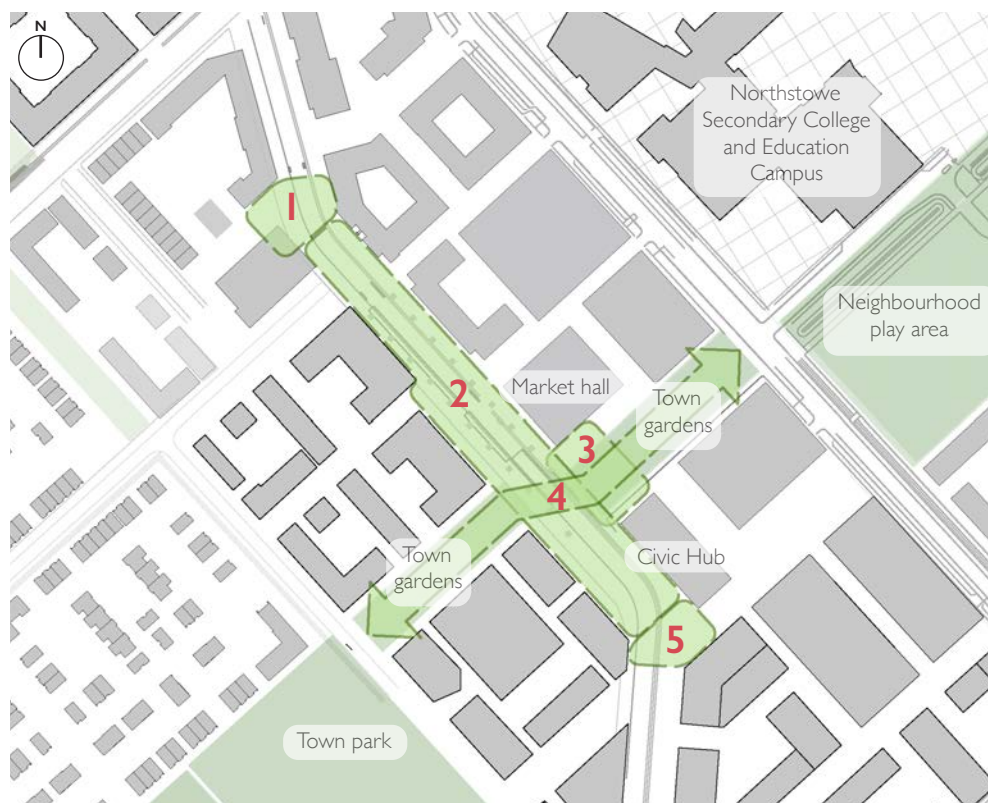 N
Northstowe
Secondary College
and Education
Campus
1
Neighbourhood
play area
2
Market hall
Town
gardens
3
4
Town
gardens
Civic Hub
5
Town park